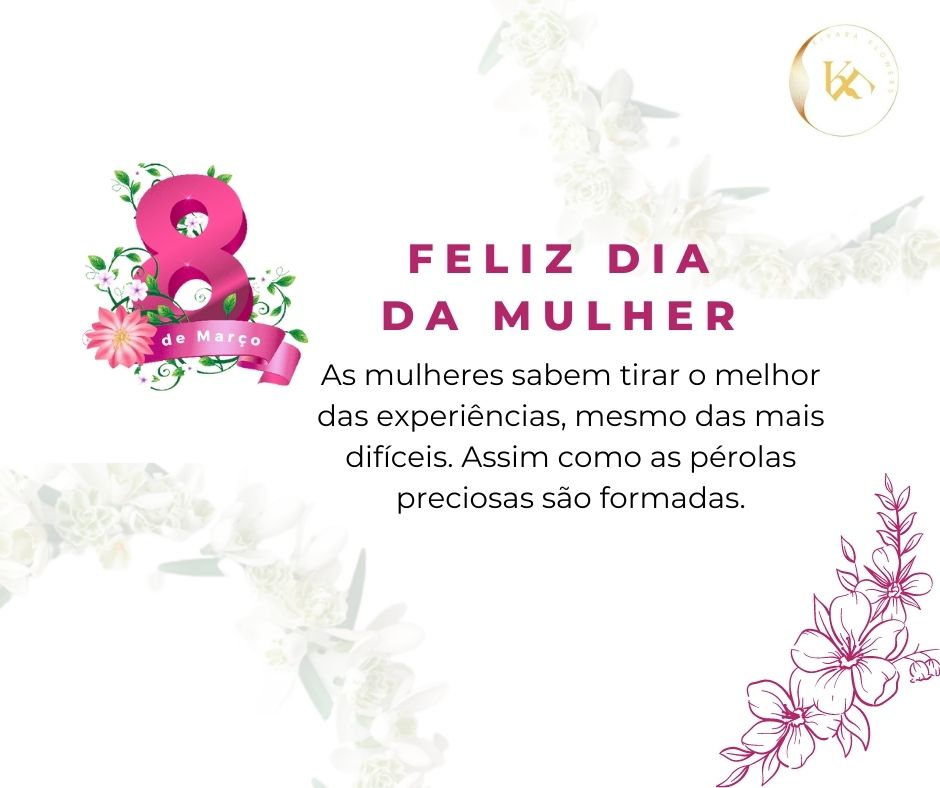 8
de Março
FELIZ DIA
DA MULHER
As mulheres sabem tirar o melhor
das experiências, mesmo das mais
difíceis. Assim como as pérolas
preciosas são formadas.